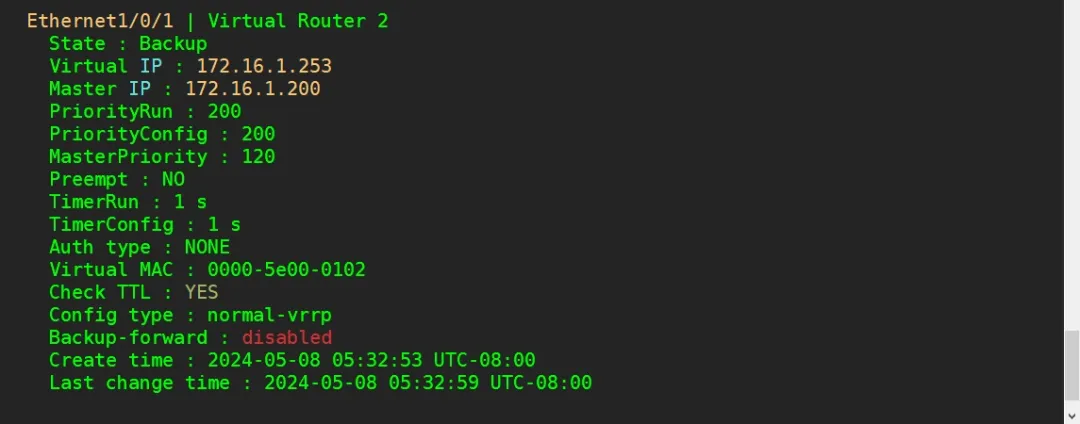 Ethernet1/0/1 | Virtual Router 2
State : Backup
Virtual IP : 172.16.1.253
Master IP : 172.16.1.200
PriorityRun : 200
PriorityConfig : 200
MasterPriority : 120
Preempt : NO
TimerRun : 1 s
TimerConfig : 1 s
Auth type : NONE
Virtual MAC : 0000-5e00-0102
Check TTL : YES
Config type : normal-vrrp
Backup-forward : disabled
Create time : 2024-05-08 05:32:53 UTC-08:00
Last change time : 2024-05-08 05:32:59 UTC-08:00